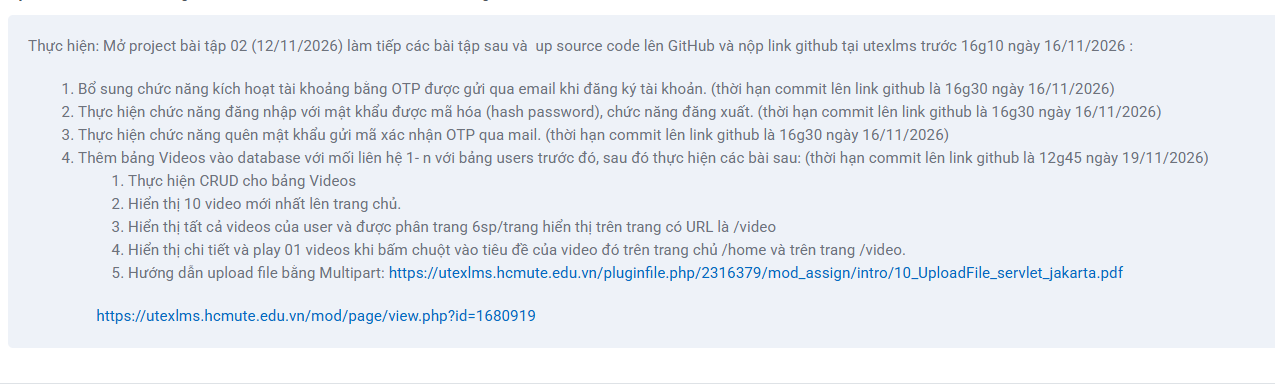 Thực hiện: Mở project bài tập 02 (12/11/2026) làm tiếp các bài tập sau và up source code lên GitHub và nộp link github tại utexlms trước 16g10 ngày 16/11/2026 :
1. Bổ sung chức năng kích hoạt tài khoảng bằng OTP được gửi qua email khi đăng ký tài khoản. (thời hạn commit lên link github là 16g30 ngày 16/11/2026)
2. Thực hiện chức năng đăng nhập với mật khẩu được mã hóa (hash password), chức năng đăng xuất. (thời hạn commit lên link github là 16g30 ngày 16/11/2026)
3. Thực hiện chức năng quên mật khẩu gửi mã xác nhận OTP qua mail. (thời hạn commit lên link github là 16g30 ngày 16/11/2026)
4. Thêm bảng Videos vào database với mối liên hệ 1- n với bảng users trước đó, sau đó thực hiện các bài sau: (thời hạn commit lên link github là 12g45 ngày 19/11/2026)
1. Thực hiện CRUD cho bảng Videos
2. Hiển thị 10 video mới nhất lên trang chủ.
3. Hiển thị tất cả videos của user và được phân trang 6sp/trang hiển thị trên trang có URL là /video
4. Hiển thị chi tiết và play 01 videos khi bấm chuột vào tiêu đề của video đó trên trang chủ /home và trên trang /video.
5. Hướng dẫn upload file bằng Multipart: https://utexlms.hcmute.edu.vn/pluginfile.php/2316379/mod_assign/intro/10_UploadFile_servlet_jakarta.pdf
https://utexlms.hcmute.edu.vn/mod/page/view.php?id=1680919